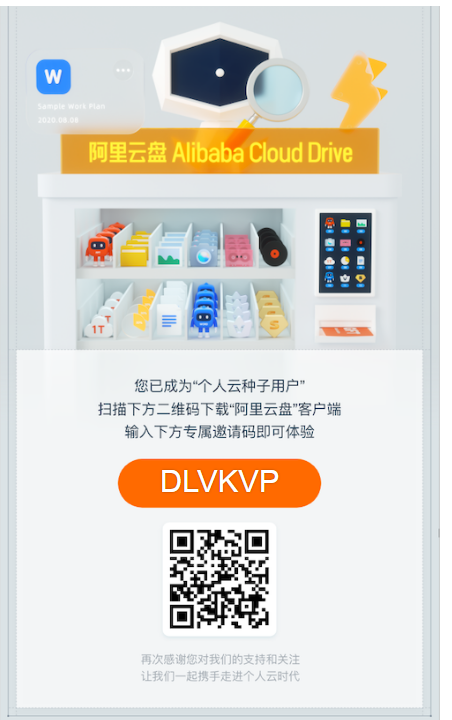 W
Sample Work Plan
2020.08.08
阿里云盘 Alibaba Cloud Drive
1T
S
您已成为“个人云种子用户”
扫描下方二维码下载“阿里云盘”客户端
输入下方专属邀请码即可体验
DLVKVP
再次感谢您对我们的支持和关注
让我们一起携手走进个人云时代